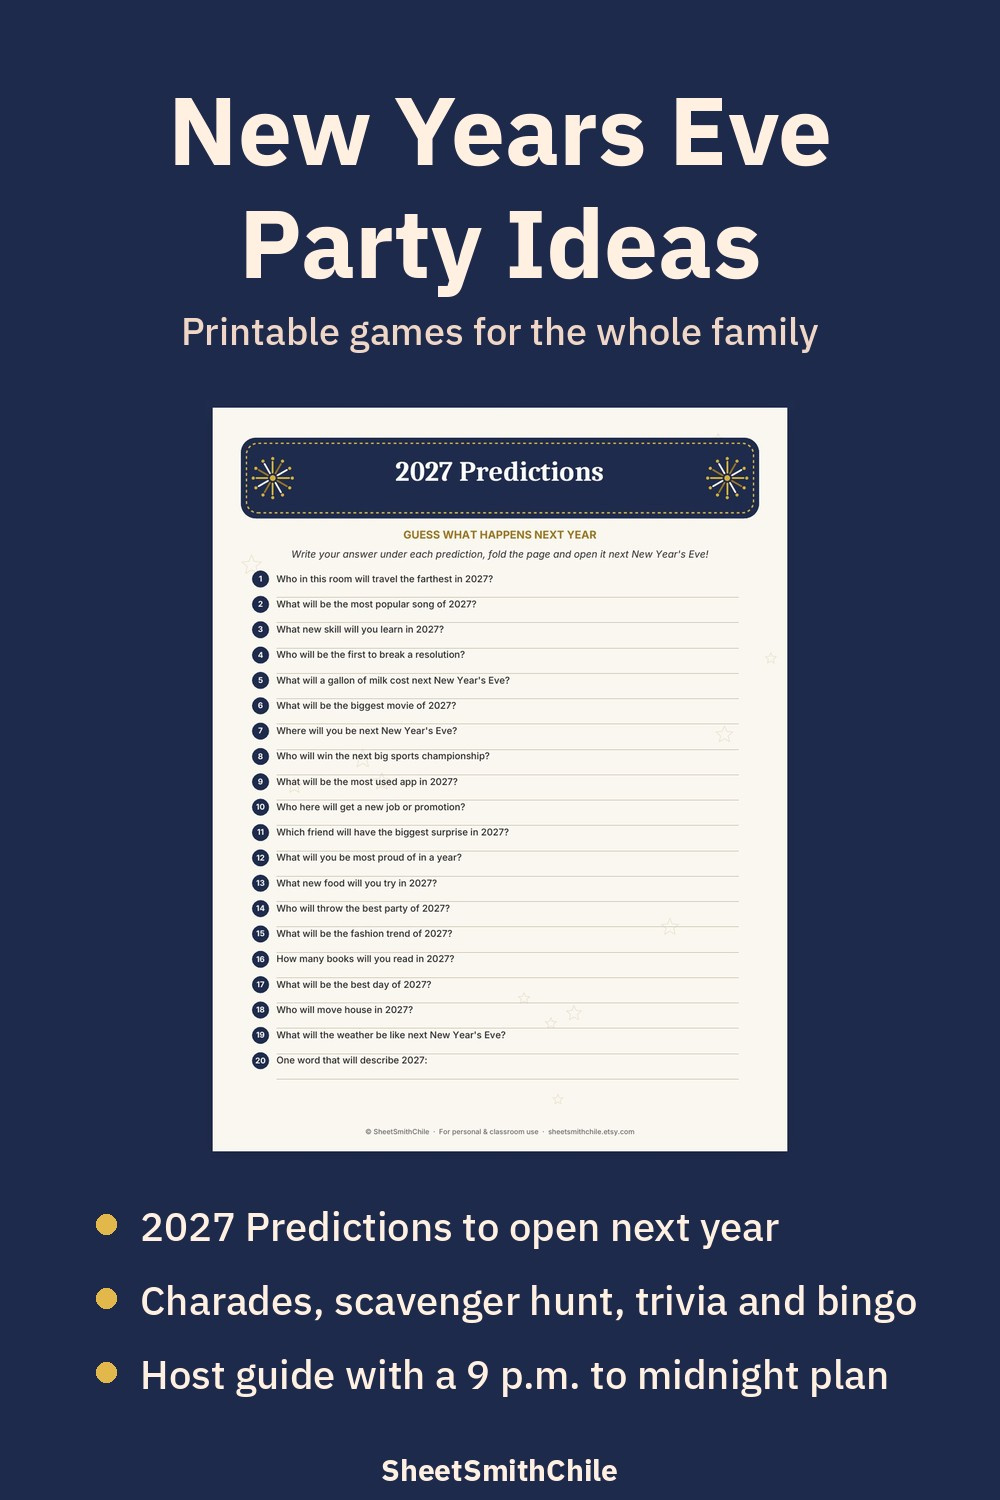 New Years Eve
Party Ideas
Printable games for the whole family
2027 Predictions
GUESS WHAT HAPPENS NEXT YEAR
Write your answer under each prediction, fold the page and open it next New Year's Eve!
1 Who in this room will travel the farthest in 2027?
2 What will be the most popular song of 2027?
3 What new skill will you learn in 2027?
4 Who will be the first to break a resolution?
5 What will a gallon of milk cost next New Year's Eve?
6 What will be the biggest movie of 2027?
7 Where will you be next New Year's Eve?
8 Who will win the next big sports championship?
9 What will be the most used app in 2027?
10 Who here will get a new job or promotion?
11 Which friend will have the biggest surprise in 2027?
12 What will you be most proud of in a year?
13 What new food will you try in 2027?
14 Who will throw the best party of 2027?
15 What will be the fashion trend of 2027?
16 How many books will you read in 2027?
17 What will be the best day of 2027?
18 Who will move house in 2027?
19 What will the weather be like next New Year's Eve?
20 One word that will describe 2027:
© SheetSmithChile · For personal & classroom use · sheetsmithchile.etsy.com
2027 Predictions to open next year
Charades, scavenger hunt, trivia and bingo
Host guide with a 9 p.m. to midnight plan
SheetSmithChile